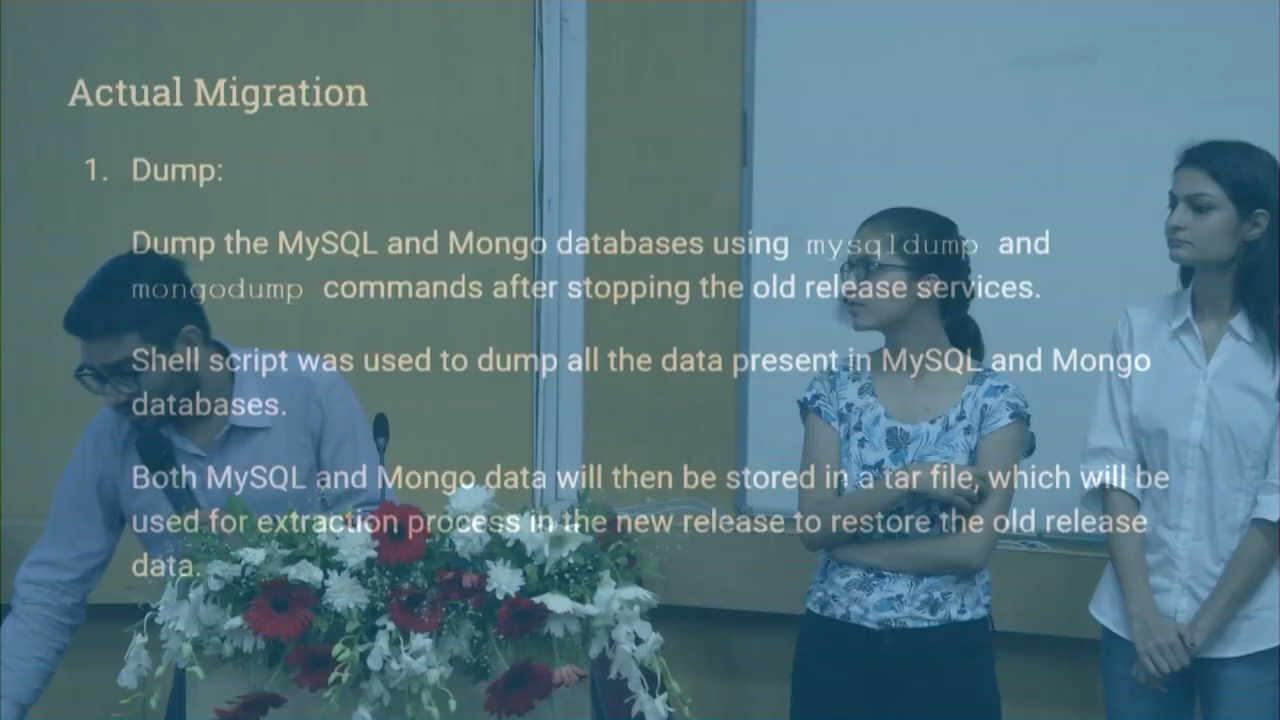 Actual Migration
1. Dump:
Dump the MySQL and Mongo databases using mysqldump and
mongodump commands after stopping the old release services.
Shell script was used to dump all the data present in MySQL and Mongo
databases.
Both MySQL and Mongo data will then be stored in a tar file, which will be
used for extraction process in the new release to restore the old release
data.